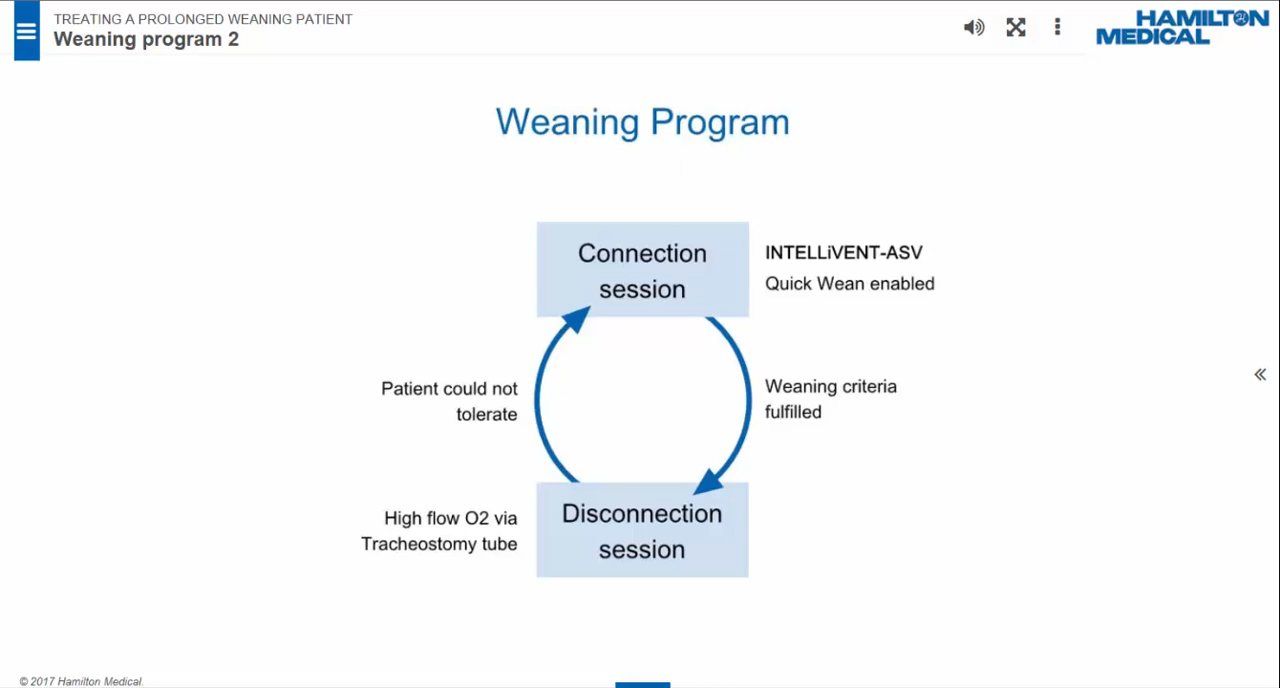 TREATING A PROLONGED WEANING PATIENT
Weaning program 2
HAMILTON
MEDICAL
Weaning Program
Connection
session
INTELLiVENT-ASV
Quick Wean enabled
Patient could not
tolerate
Weaning criteria
fulfilled
High flow O2 via
Tracheostomy tube
Disconnection
session
© 2017 Hamilton Medical.